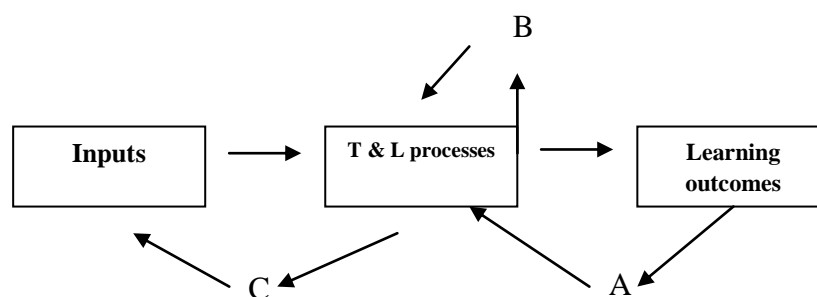 B
Inputs
T & L processes
Learning
outcomes
C
A